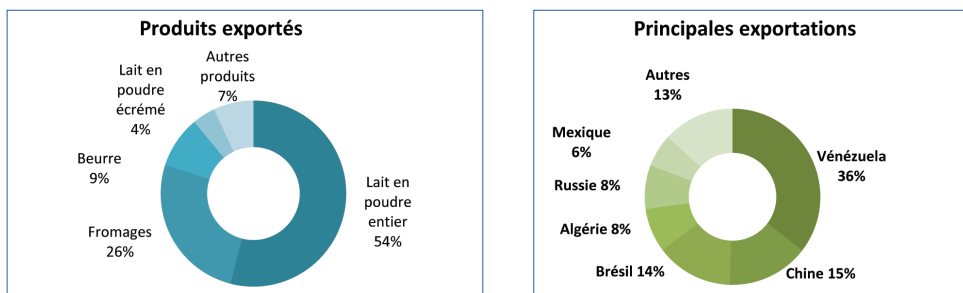 Produits exportés
Autres
produits
7%
Lait en
poudre
écrémé
4%
Beurre
9%
Fromages
26%
Lait en
poudre
entier
54%
Principales exportations
Autres
13%
Mexique
6%
Russie 8%
Algérie 8%
Brésil 14%
Chine 15%
Vénézuela
36%